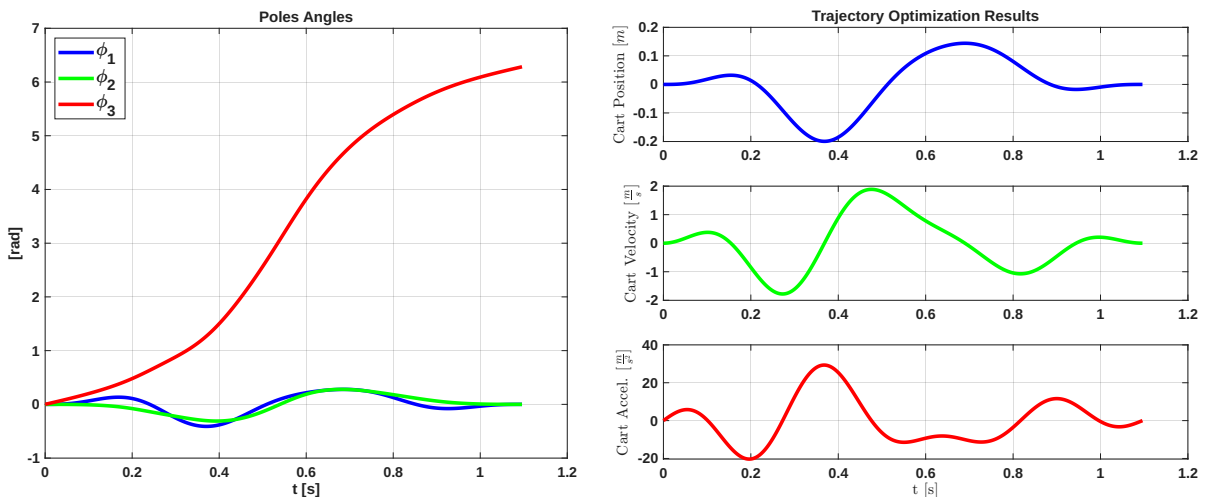 Poles Angles
7
6
5
4
3
2
1
0
-1
[rad]
ϕ1
ϕ2
ϕ3
0 0.2 0.4 0.6 0.8 1 1.2
t [s]
Trajectory Optimization Results
Cart Position [m]
0.2
0.1
0
-0.1
-0.2
0 0.2 0.4 0.6 0.8 1 1.2
Cart Velocity [m/s]
2
1
0
-1
-2
0 0.2 0.4 0.6 0.8 1 1.2
Cart Accel. [m/s²]
40
20
0
-20
0 0.2 0.4 0.6 0.8 1 1.2
t [s]